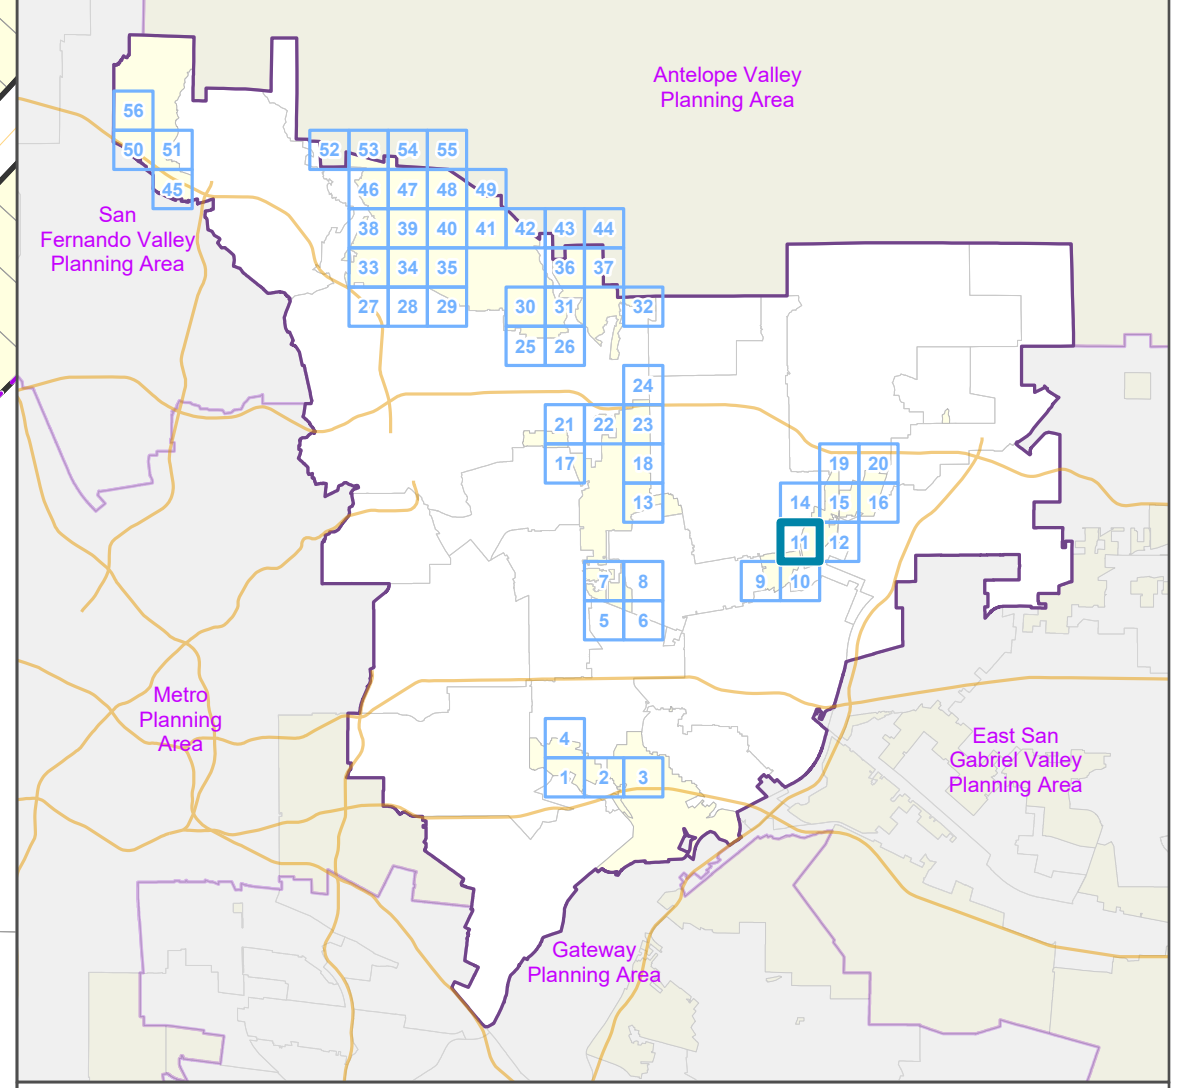 Antelope Valley
Planning Area
56
50 51
52 53 54 55
45
46 47 48 49
San
Fernando Valley
Planning Area
38 39 40 41 42 43 44
33 34 35 36 37
27 28 29 30 31 32
25 26
24
21 22 23
17 18 19 20
13 14 15 16
11 12
7 8 9 10
5 6
Metro
Planning
Area
4
1 2 3
East San
Gabriel Valley
Planning Area
Gateway
Planning Area